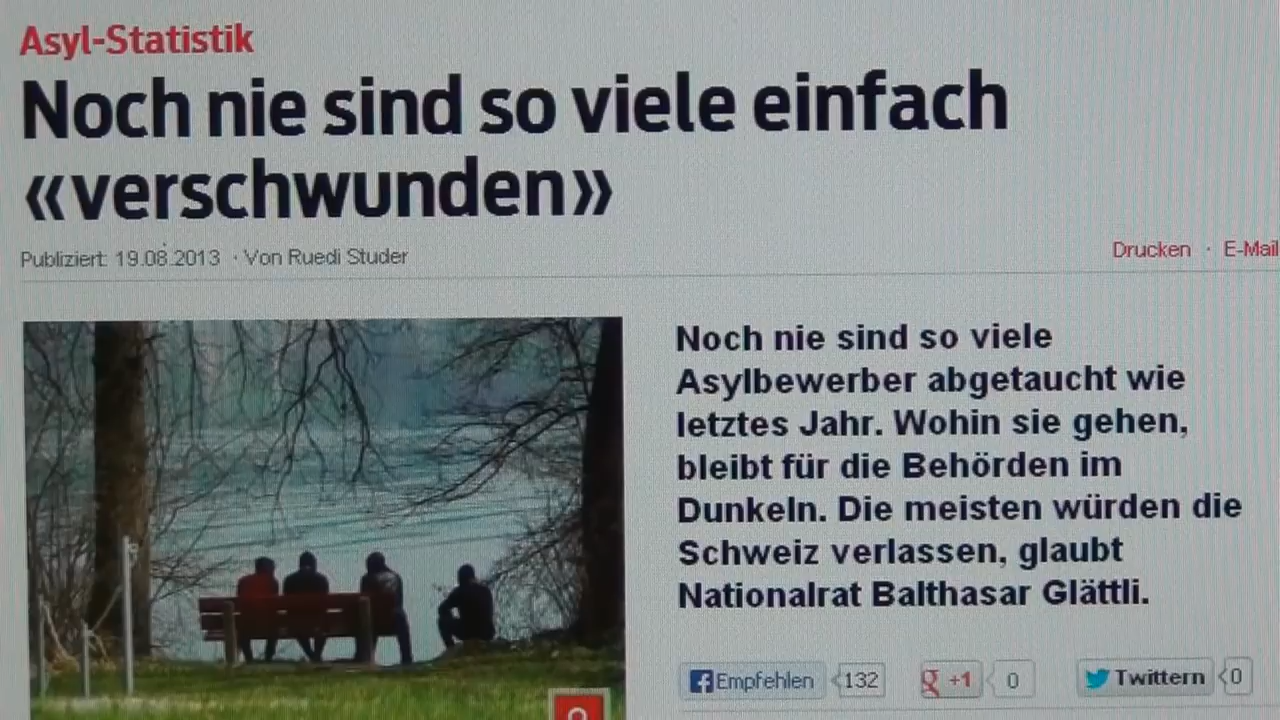 Asyl-Statistik
Noch nie sind so viele einfach
«verschwunden»
Publiziert: 19.08.2013 · Von Ruedi Studer
Drucken · E-Mail
Noch nie sind so viele
Asylbewerber abgetaucht wie
letztes Jahr. Wohin sie gehen,
bleibt für die Behörden im
Dunkeln. Die meisten würden die
Schweiz verlassen, glaubt
Nationalrat Balthasar Glättli.
Empfehlen 132
+1 0
Twittern 0